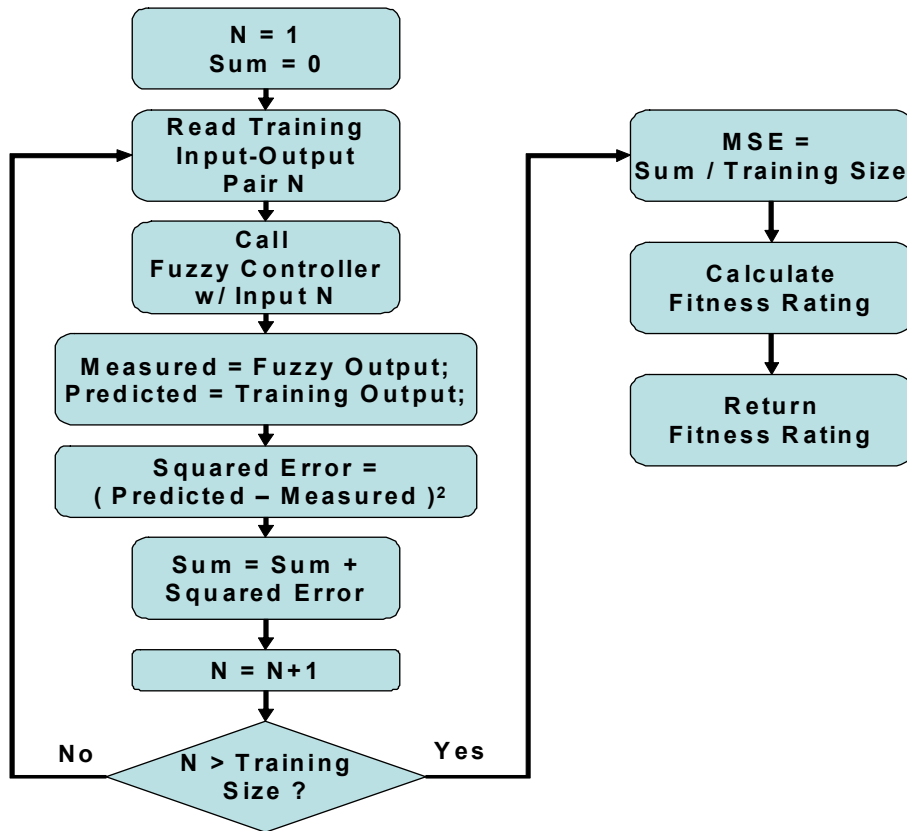 N = 1
Sum = 0
Read Training
Input-Output
Pair N
Call
Fuzzy Controller
w/ Input N
Measured = Fuzzy Output;
Predicted = Training Output;
Squared Error =
( Predicted – Measured )²
Sum = Sum +
Squared Error
N = N+1
N > Training
Size ?
No
Yes
MSE =
Sum / Training Size
Calculate
Fitness Rating
Return
Fitness Rating